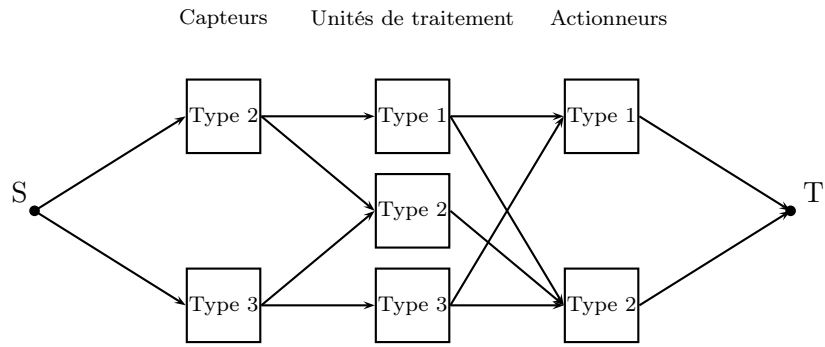 Capteurs Unités de traitement Actionneurs
Type 2 Type 1 Type 1
S T
Type 2
Type 3 Type 3 Type 2